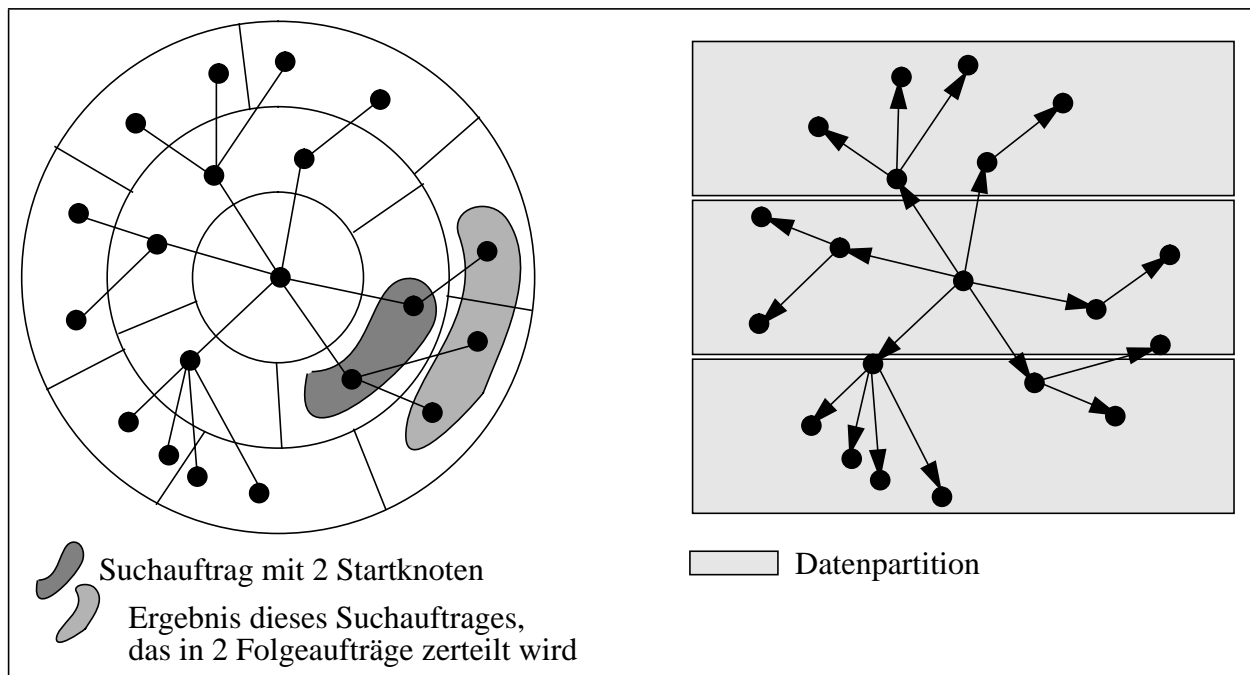 Suchauftrag mit 2 Startknoten
Ergebnis dieses Suchauftrages,
das in 2 Folgeaufträge zerteilt wird
Datenpartition